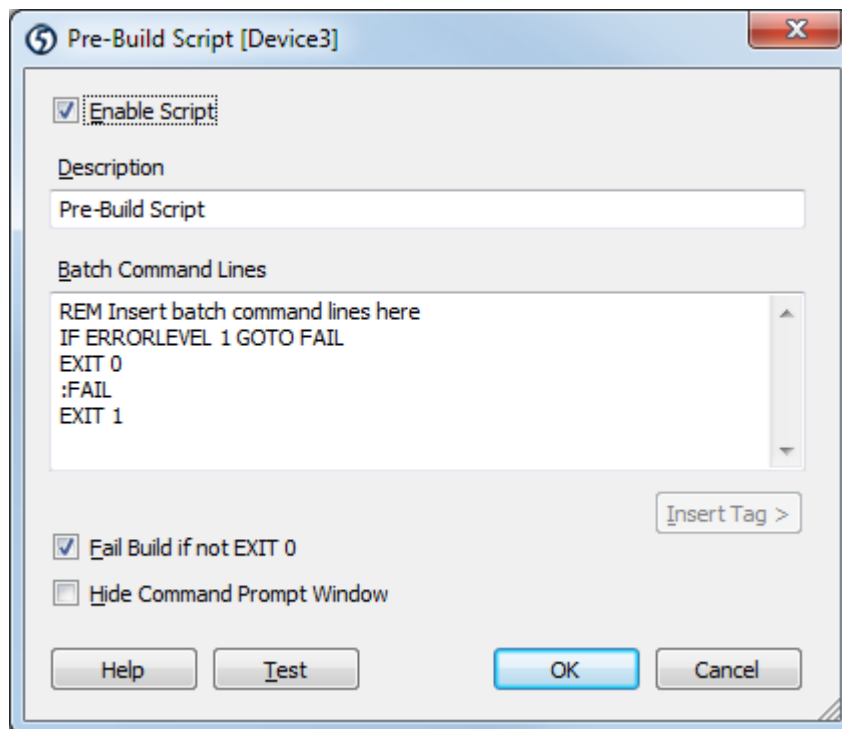 Pre-Build Script [Device3]
Enable Script
Description
Pre-Build Script
Batch Command Lines
REM Insert batch command lines here
IF ERRORLEVEL 1 GOTO FAIL
EXIT 0
:FAIL
EXIT 1
Insert Tag >
Fail Build if not EXIT 0
Hide Command Prompt Window
Help Test OK Cancel